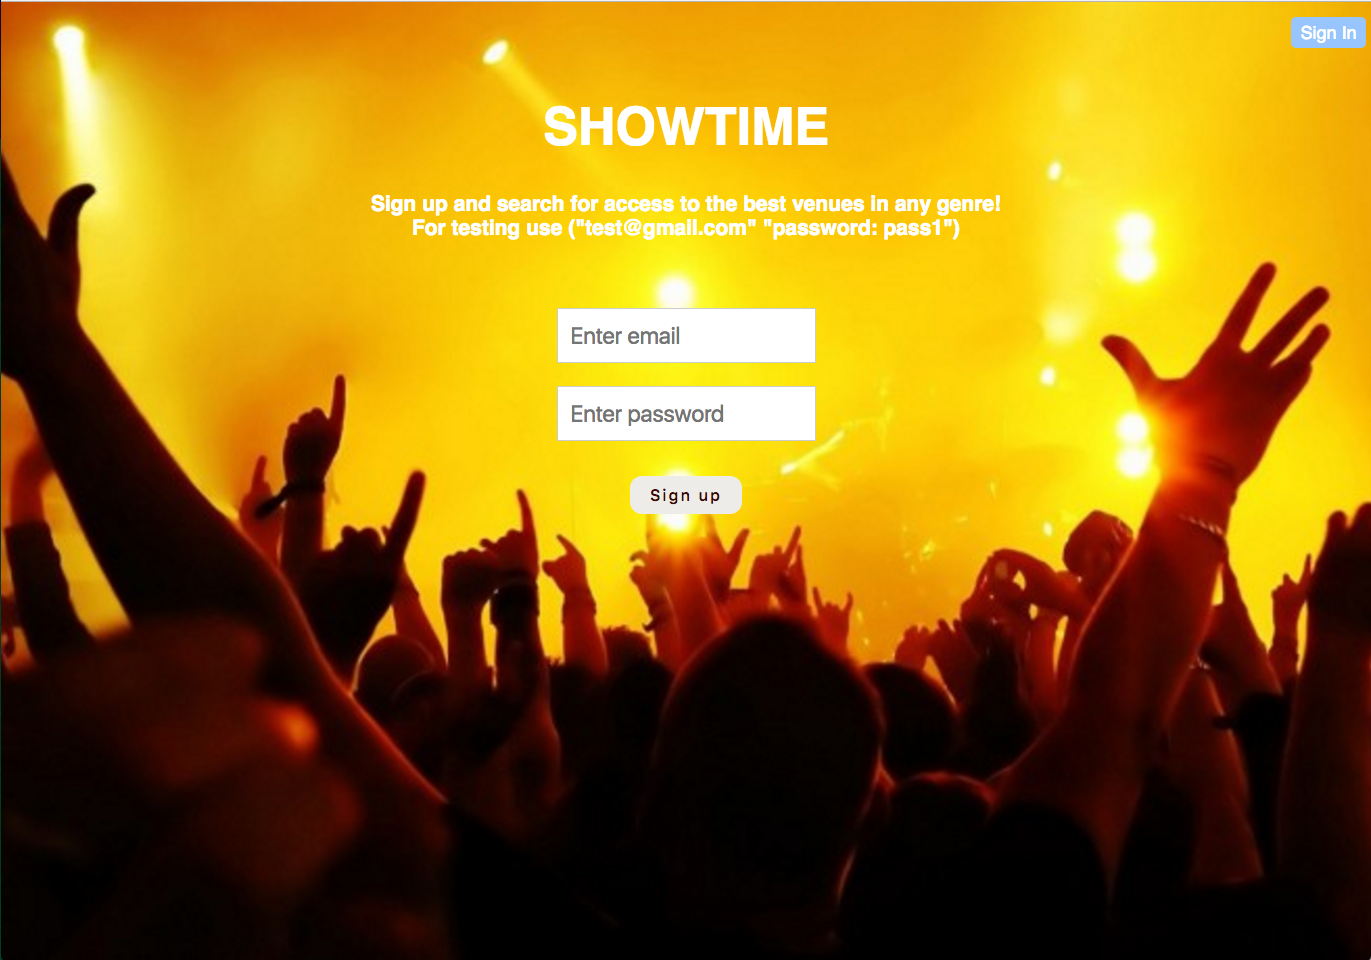 Sign In
SHOWTIME
Sign up and search for access to the best venues in any genre!
For testing use ("test@gmail.com" "password: pass1")
Enter email
Enter password
Sign up